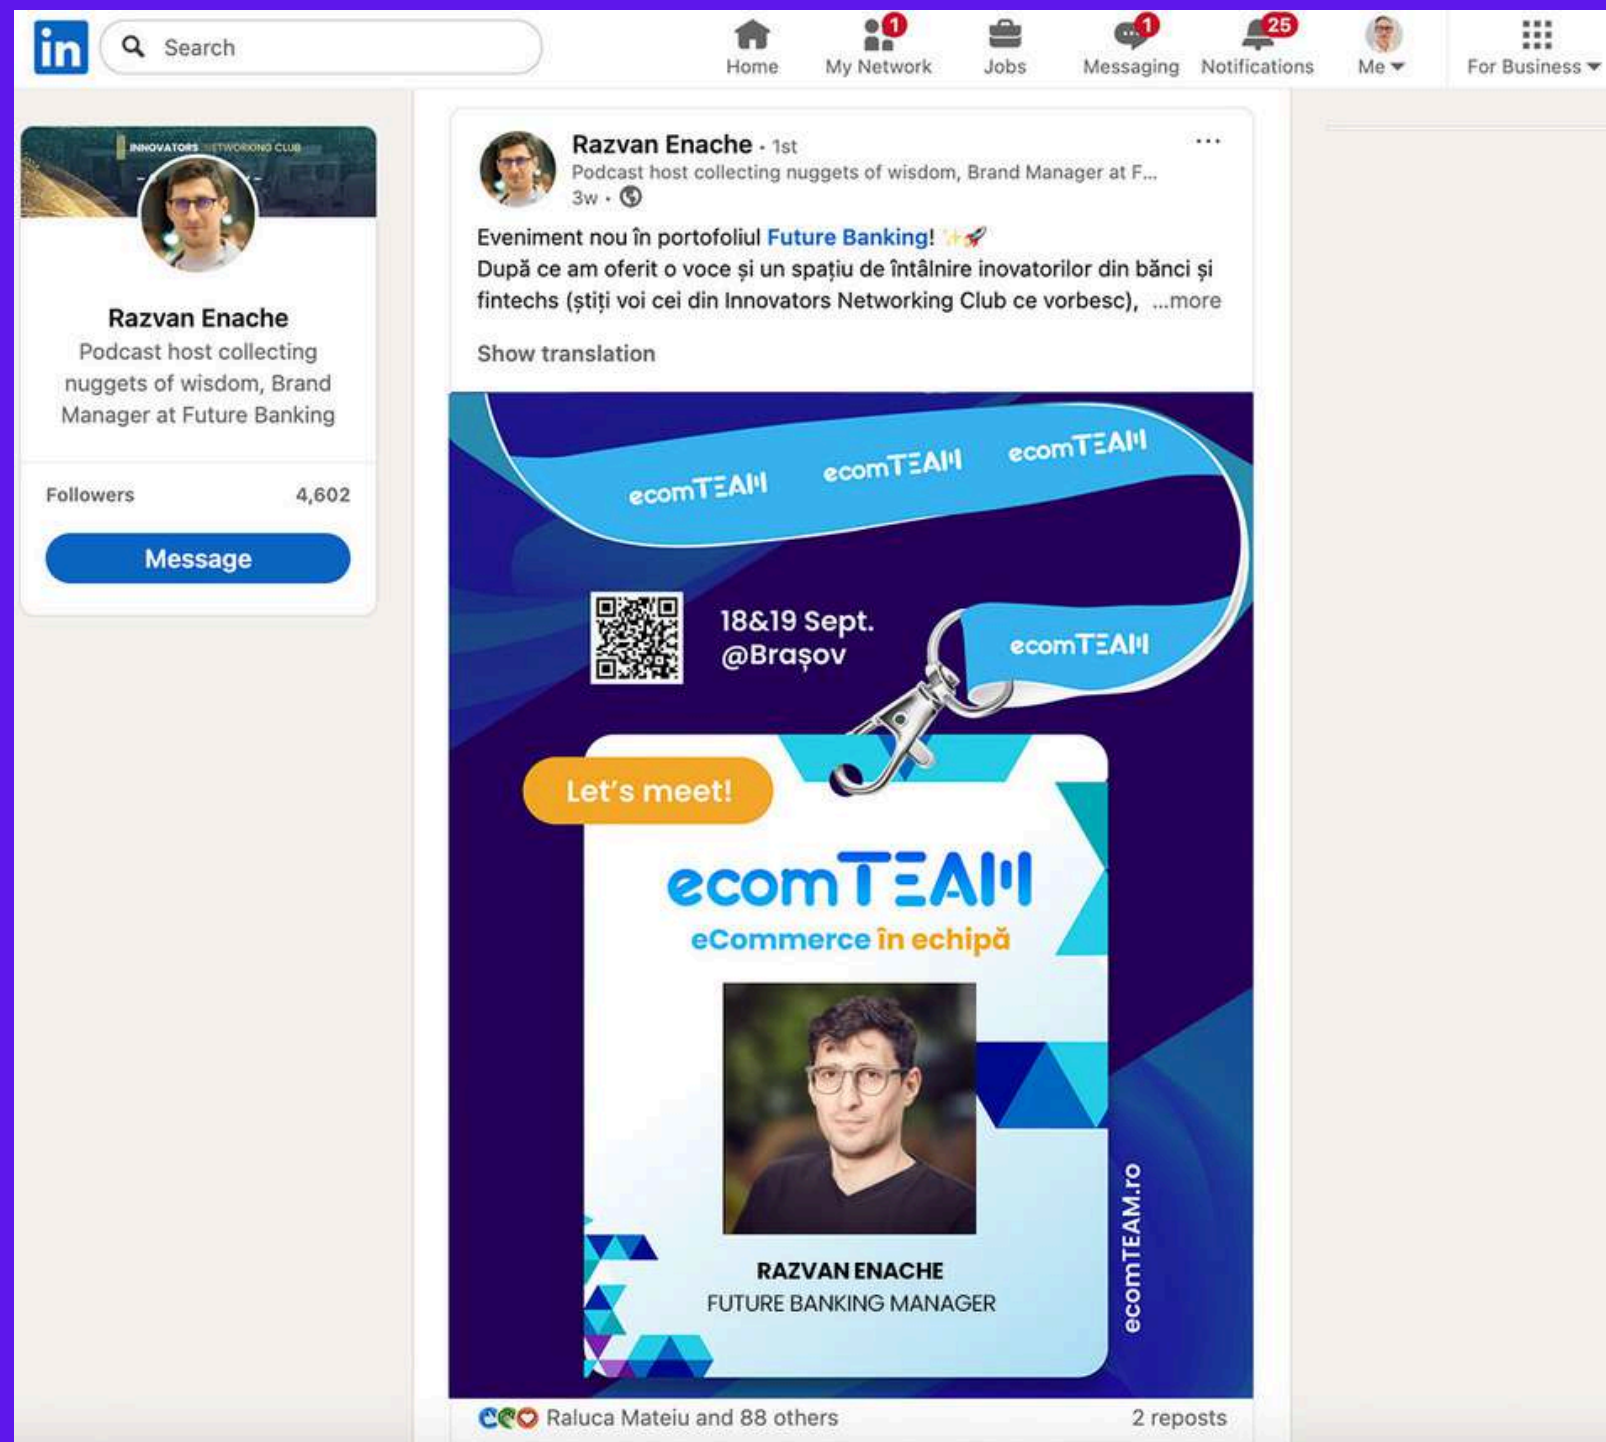 in
Search
Home
1
My Network
Jobs
1
Messaging
25
Notifications
Me
For Business
INNOVATORS NETWORKING CLUB
Razvan Enache
Podcast host collecting
nuggets of wisdom, Brand
Manager at Future Banking
Followers 4,602
Message
Razvan Enache · 1st
Podcast host collecting nuggets of wisdom, Brand Manager at F...
3w ·
...
Eveniment nou în portofoliul Future Banking! ✨🚀
După ce am oferit o voce și un spațiu de întâlnire inovatorilor din bănci și
fintechs (știți voi cei din Innovators Networking Club ce vorbesc), ...more
Show translation
ecomTEAM ecomTEAM ecomTEAM
18&19 Sept.
@Brașov
ecomTEAM
Let's meet!
ecomTEAM
eCommerce în echipă
RAZVAN ENACHE
FUTURE BANKING MANAGER
ecomTEAM.ro
Raluca Mateiu and 88 others 2 reposts